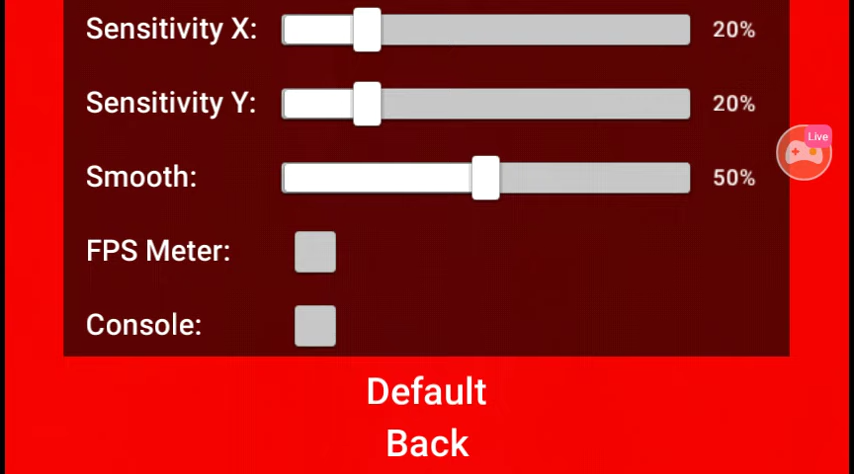 Sensitivity X: 20%
Sensitivity Y: 20%
Smooth: 50%
FPS Meter:
Console:
Live
Default
Back